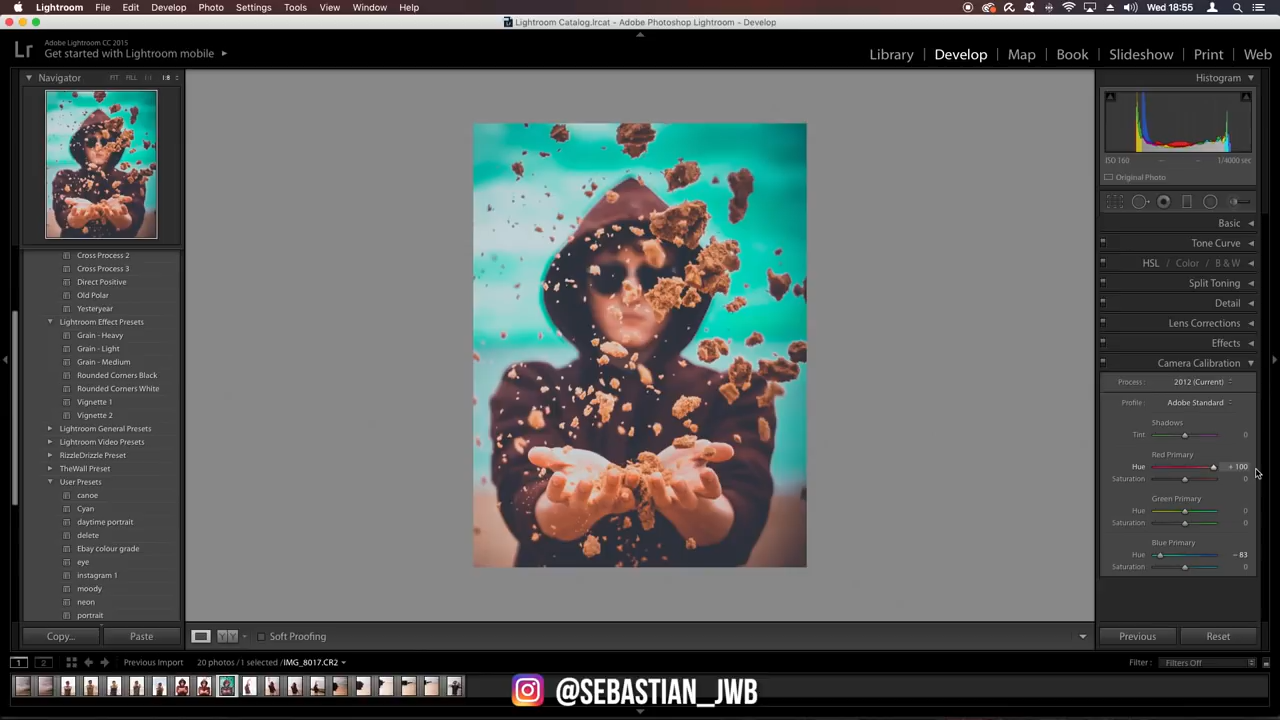 Lightroom File Edit Develop Photo Settings Tools View Window Help Wed 18:55
Lightroom Catalog.lrcat - Adobe Photoshop Lightroom - Develop
Lr
Adobe Lightroom CC 2015
Get started with Lightroom mobile
Library | Develop | Map | Book | Slideshow | Print | Web
Navigator FIT FILL 1:1 1:8
Histogram
ISO 160 1/4000 sec
Original Photo
Basic
Tone Curve
HSL / Color / B & W
Split Toning
Detail
Lens Corrections
Effects
Camera Calibration
Process : 2012 (Current)
Profile : Adobe Standard
Shadows
Tint 0
Red Primary
Hue + 100
Saturation 0
Green Primary
Hue 0
Saturation 0
Blue Primary
Hue - 83
Saturation 0
Cross Process 2
Cross Process 3
Direct Positive
Old Polar
Yesteryear
Lightroom Effect Presets
Grain - Heavy
Grain - Light
Grain - Medium
Rounded Corners Black
Rounded Corners White
Vignette 1
Vignette 2
Lightroom General Presets
Lightroom Video Presets
RizzleDrizzle Preset
TheWall Preset
User Presets
canoe
Cyan
daytime portrait
delete
Ebay colour grade
eye
instagram 1
moody
neon
portrait
Copy... Paste
Soft Proofing
Previous Reset
1 2 Previous Import 20 photos / 1 selected / IMG_8017.CR2
Filter : Filters Off
@SEBASTIAN_JWB